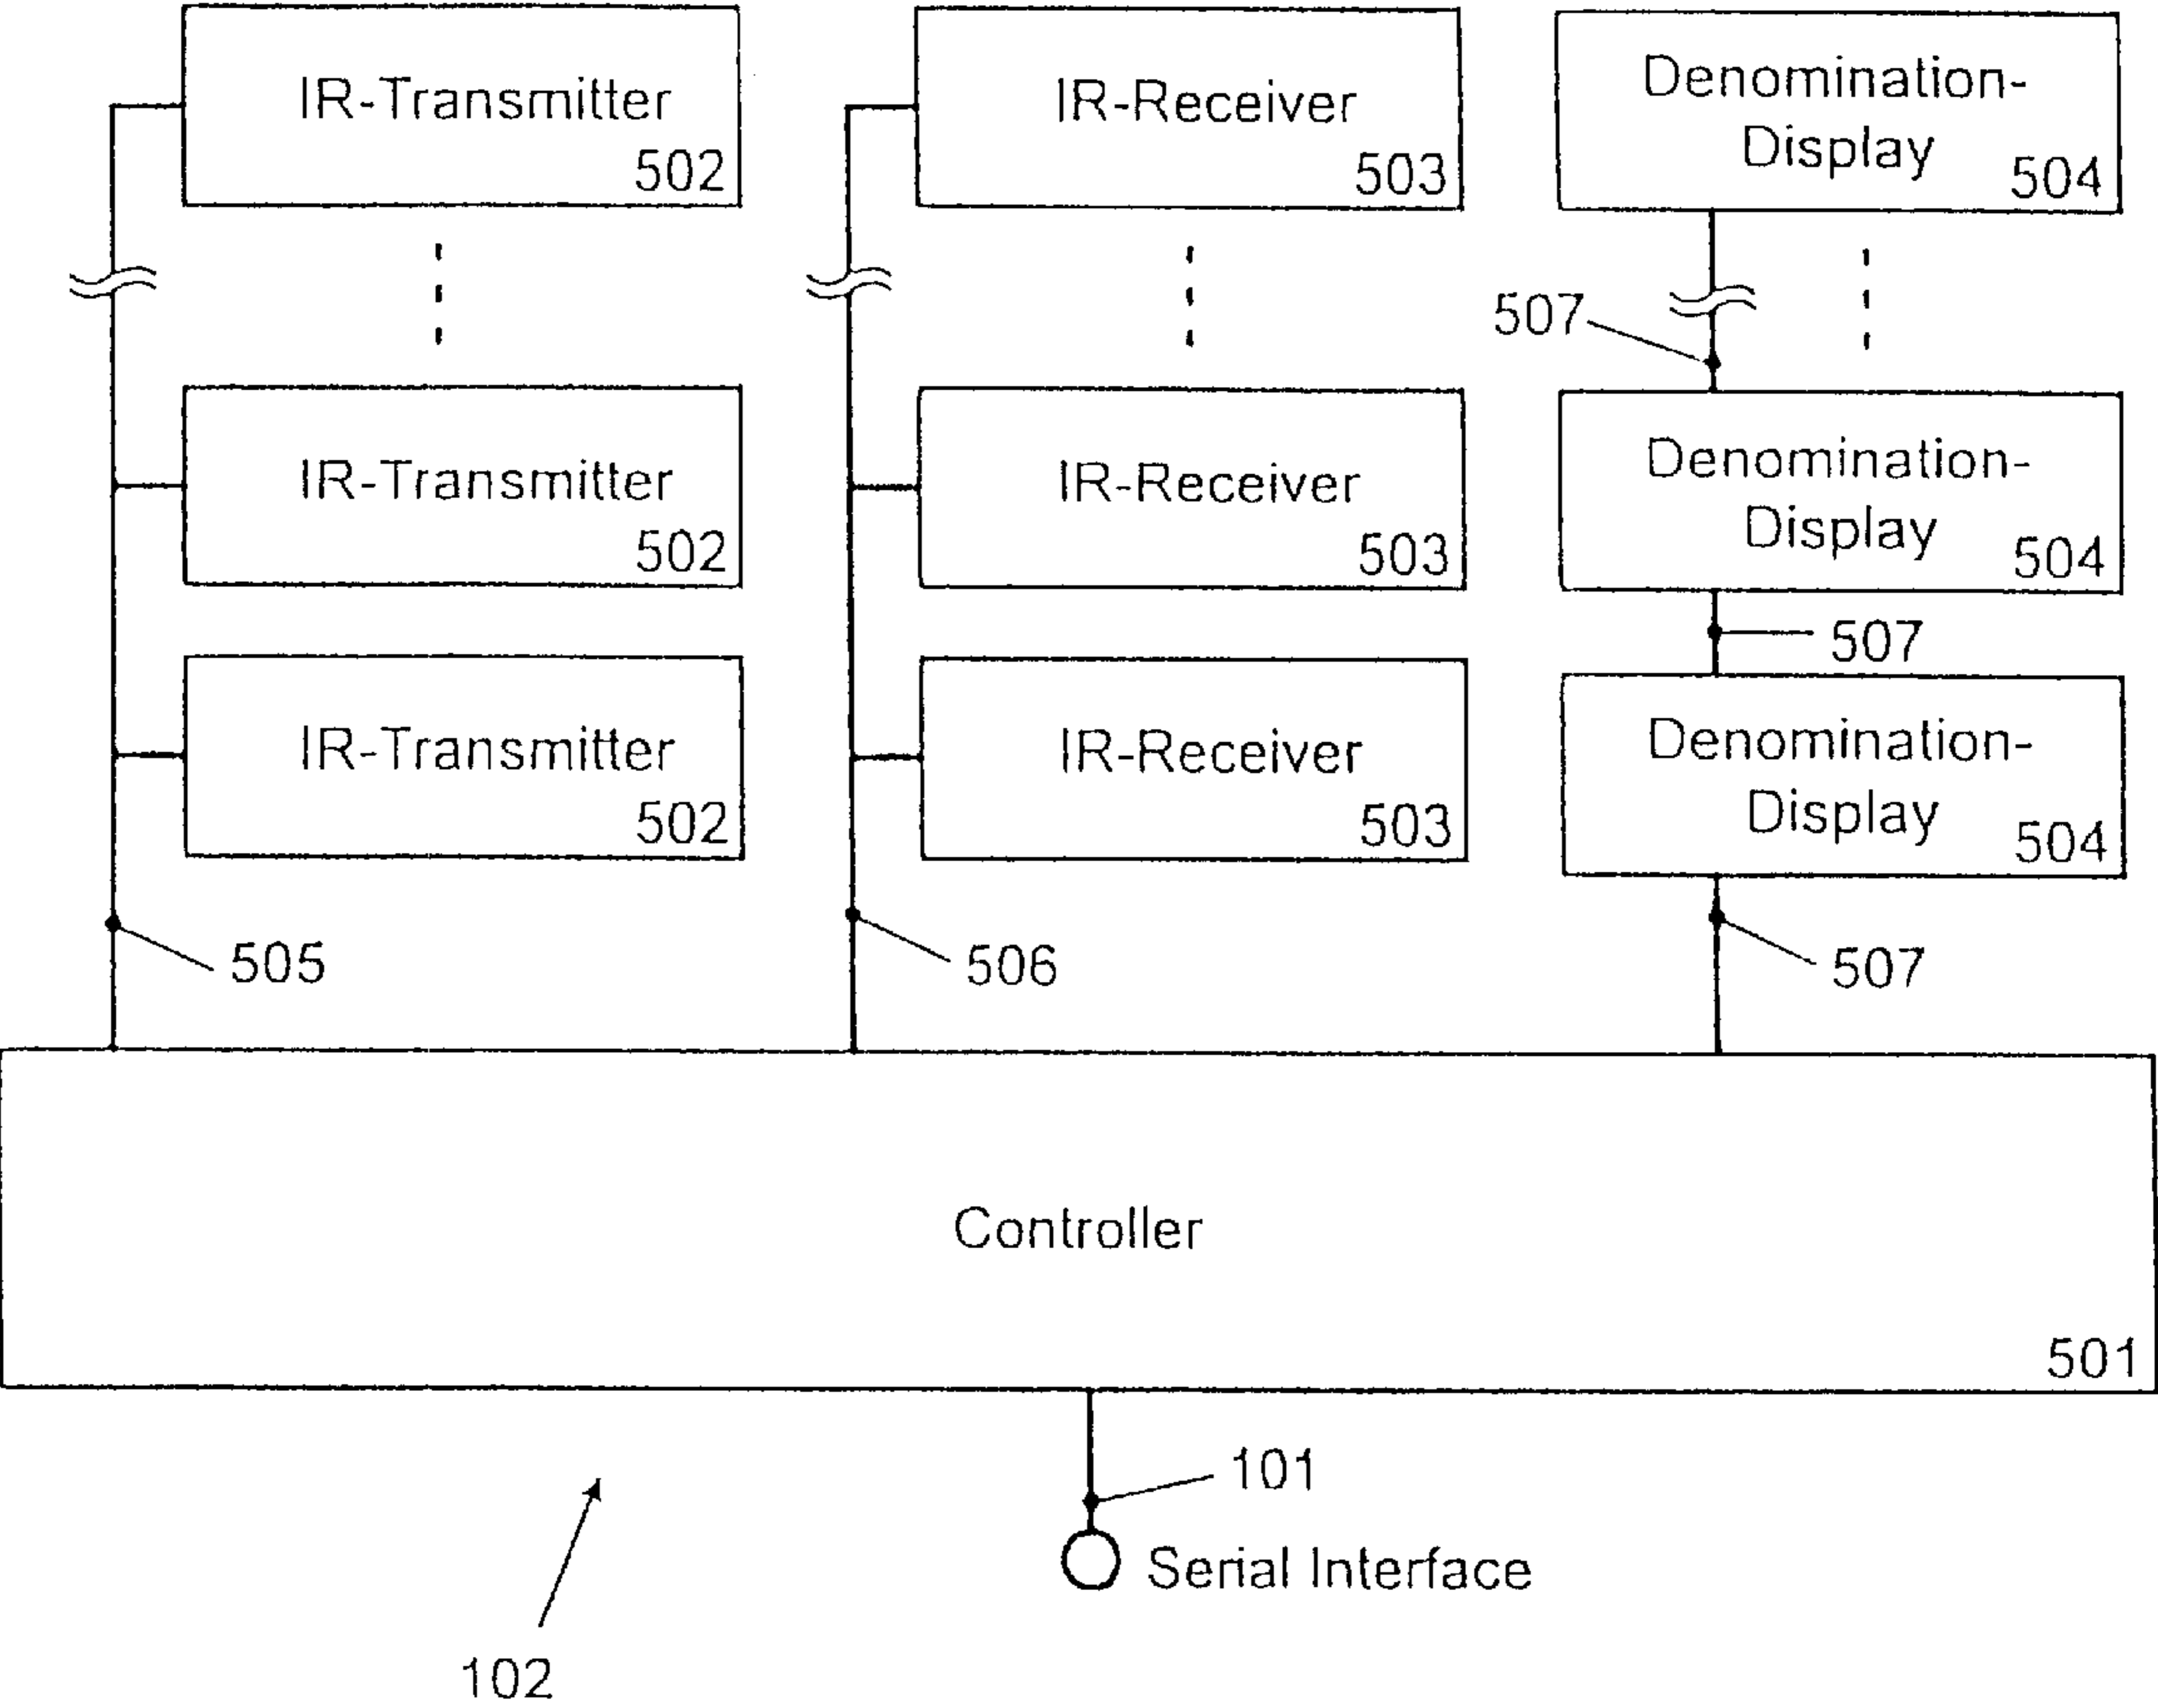 IR-Transmitter
502
IR-Receiver
503
Denomination-
Display
504
507
IR-Transmitter
502
IR-Receiver
503
Denomination-
Display
504
507
IR-Transmitter
502
IR-Receiver
503
Denomination-
Display
504
505
506
507
Controller
501
101
Serial Interface
102